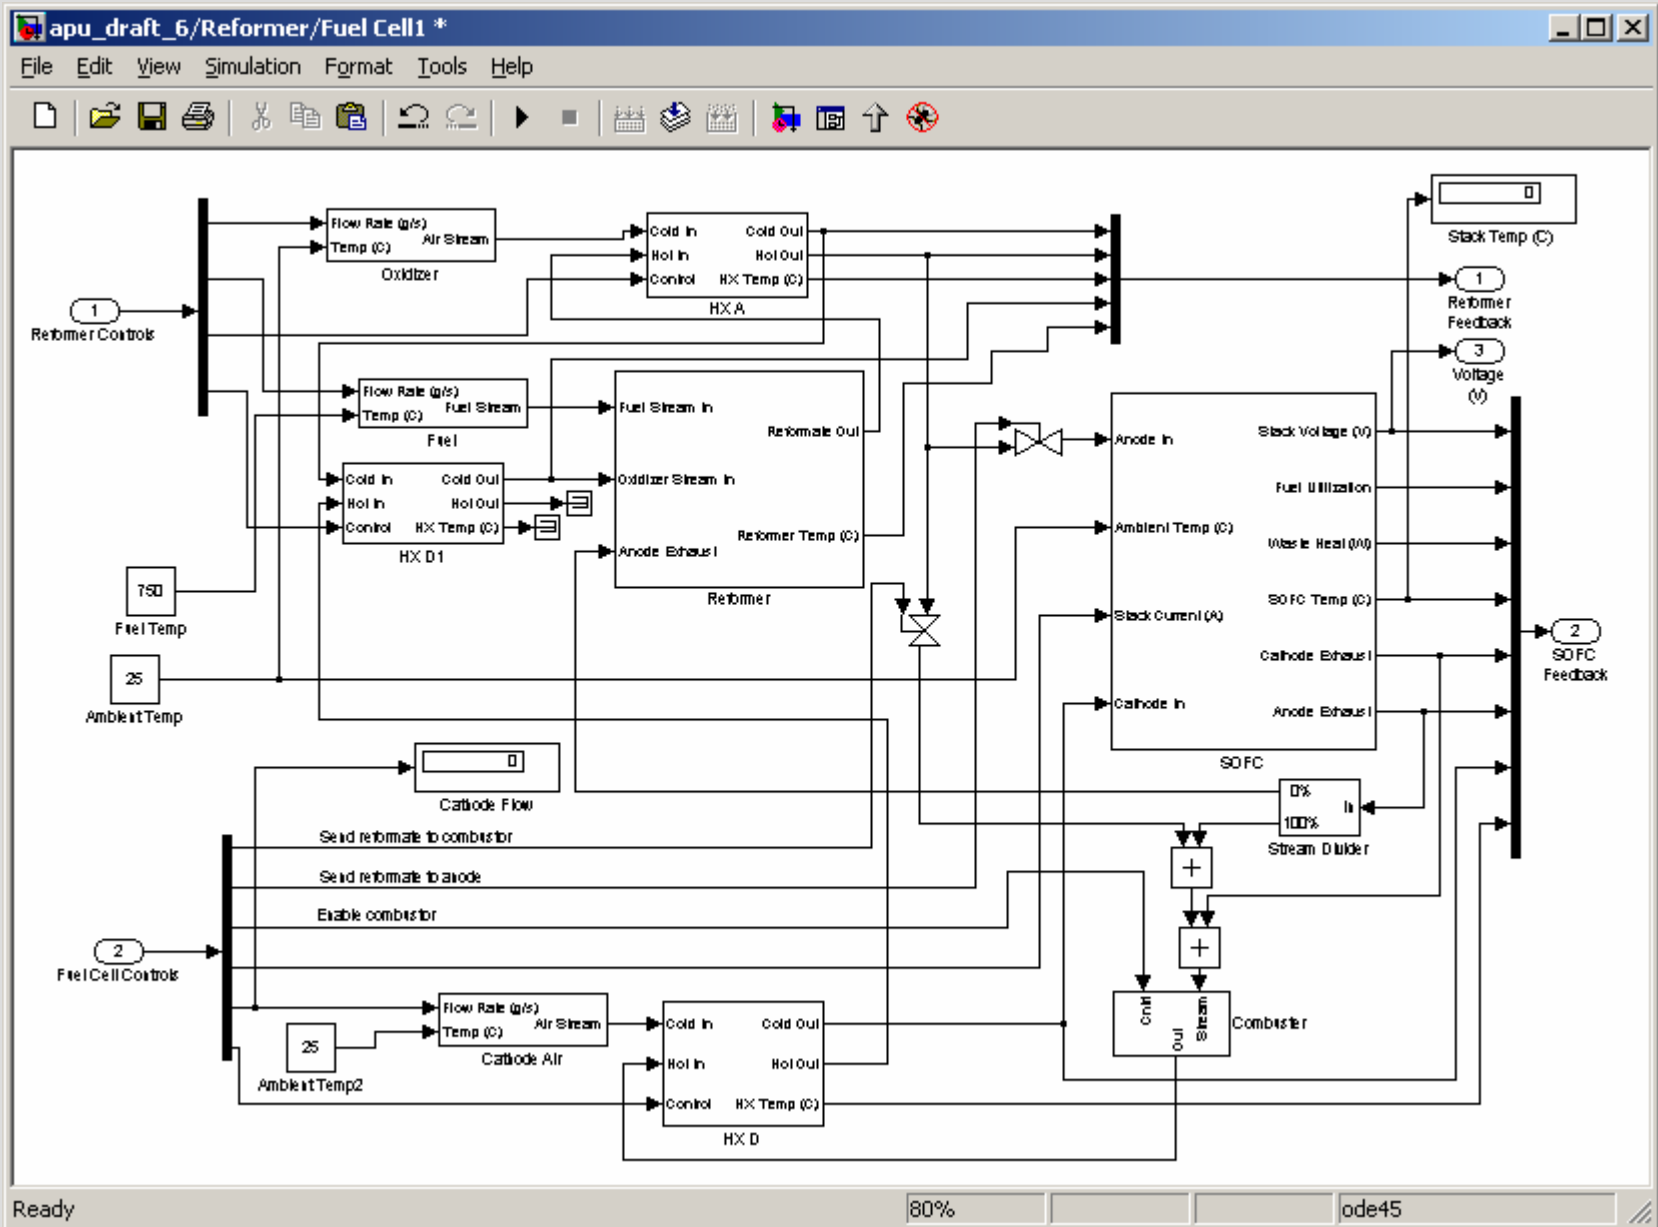 apu_draft_6/Reformer/Fuel Cell1 *
File Edit View Simulation Format Tools Help
0
Stack Temp (C)
Flow Rate (g/s)
Air Stream
Temp (C)
Oxidizer
Cold In Cold Out
Hot In Hot Out
Control HX Temp (C)
HX A
1
Reformer Controls
1
Reformer
Feedback
3
Voltage
(V)
Flow Rate (g/s)
Fuel Stream
Temp (C)
Fuel
Fuel Stream In
Reformate Out
Oxidizer Stream In
Reformer Temp (C)
Anode Exhaust
Reformer
Cold In Cold Out
Hot In Hot Out
Control HX Temp (C)
HX D1
Anode In
Ambient Temp (C)
Stack Current (A)
Cathode In
Stack Voltage (V)
Fuel Utilization
Waste Heat (W)
SOFC Temp (C)
Cathode Exhaust
Anode Exhaust
SOFC
750
Fuel Temp
25
Ambient Temp
2
SOFC
Feedback
0
Cathode Flow
0%
In
100%
Stream Divider
Send reformate to combustor
Send reformate to anode
Enable combustor
+
+
2
Fuel Cell Controls
Flow Rate (g/s)
Air Stream
Temp (C)
Cathode Air
25
Ambient Temp2
Cold In Cold Out
Hot In Hot Out
Control HX Temp (C)
HX D
Cntrl
Out
Stream
Combuster
Ready 80% ode45